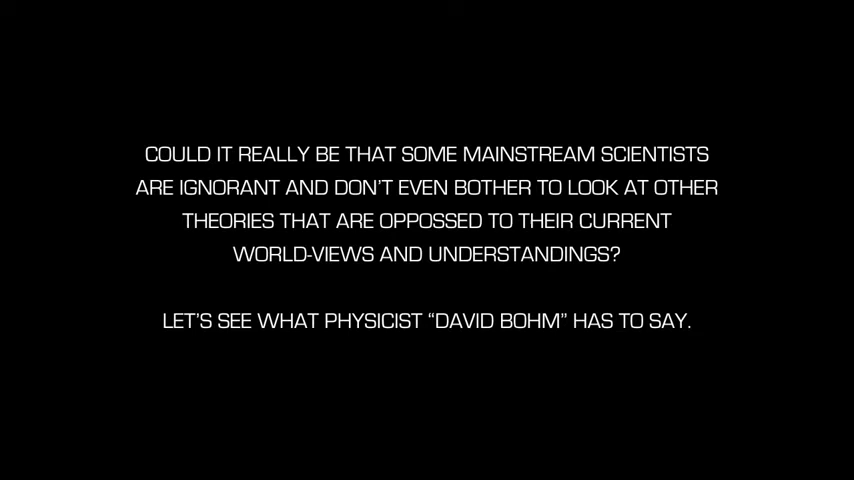 COULD IT REALLY BE THAT SOME MAINSTREAM SCIENTISTS
ARE IGNORANT AND DON'T EVEN BOTHER TO LOOK AT OTHER
THEORIES THAT ARE OPPOSSED TO THEIR CURRENT
WORLD-VIEWS AND UNDERSTANDINGS?
LET'S SEE WHAT PHYSICIST “DAVID BOHM” HAS TO SAY.